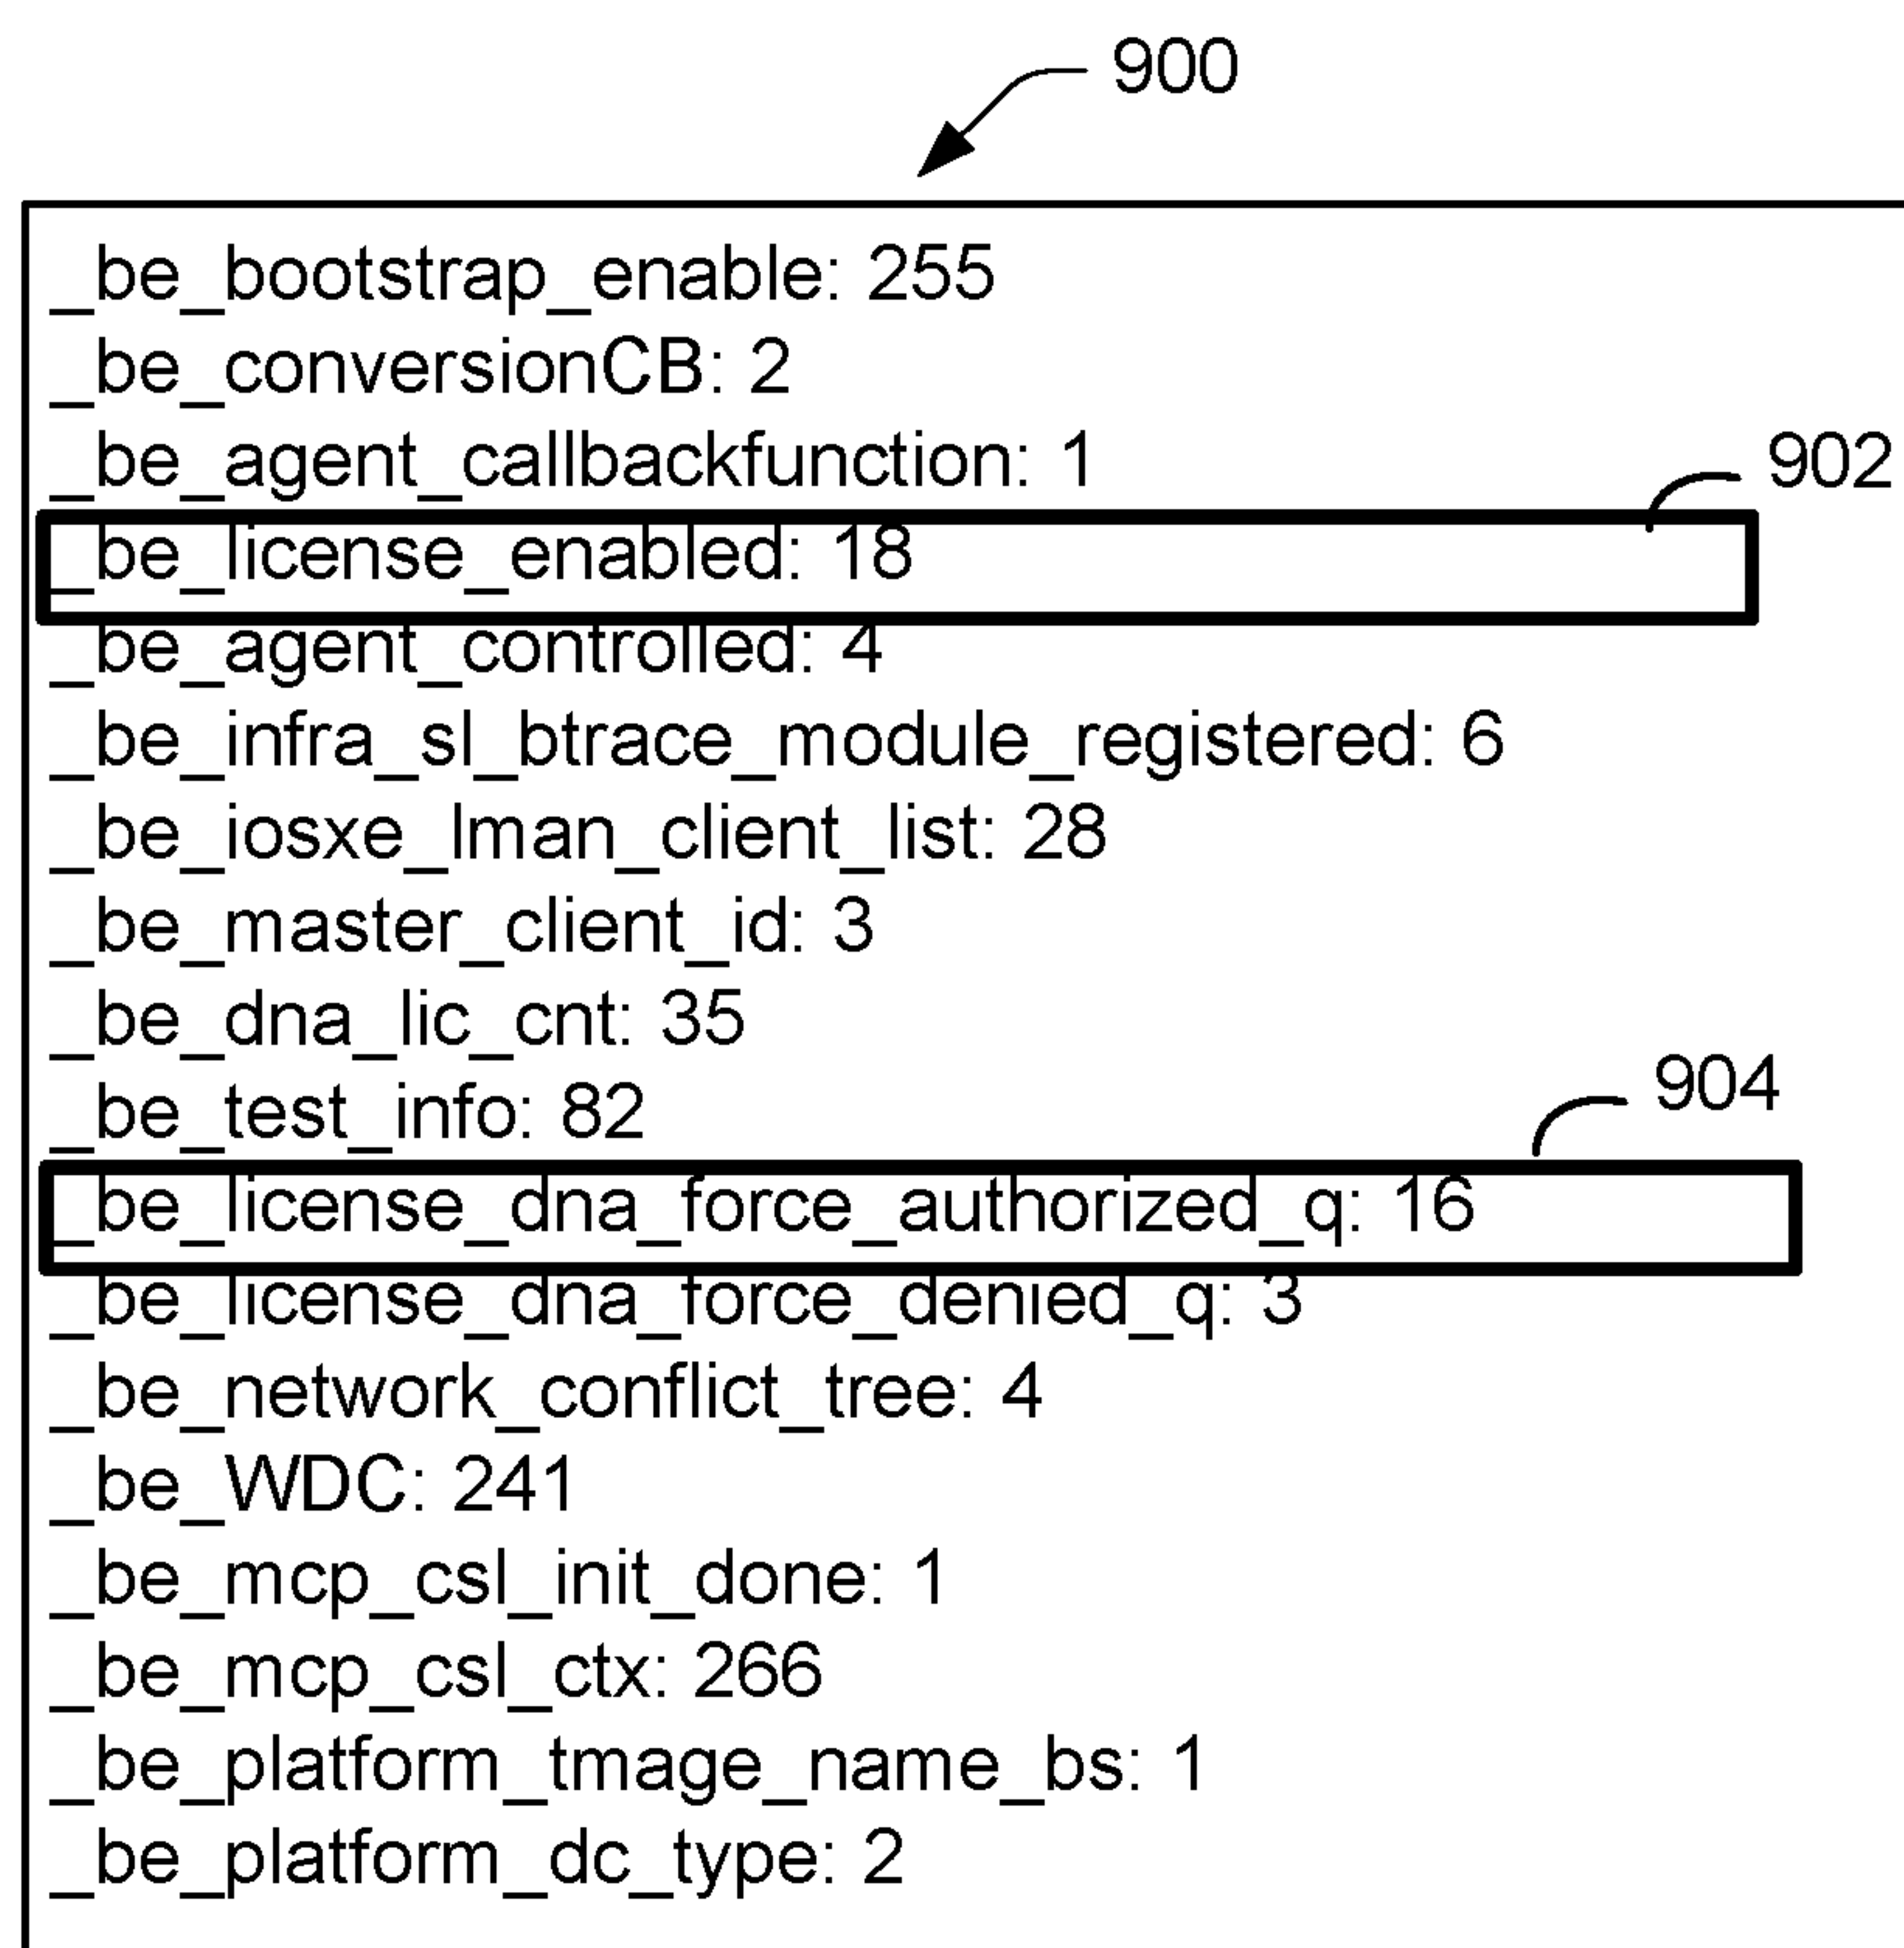 900
_be_bootstrap_enable: 255
_be_conversionCB: 2
_be_agent_callbackfunction: 1
902
_be_license_enabled: 18
_be_agent_controlled: 4
_be_infra_sl_btrace_module_registered: 6
_be_iosxe_lman_client_list: 28
_be_master_client_id: 3
_be_dna_lic_cnt: 35
_be_test_info: 82
904
_be_license_dna_force_authorized_q: 16
_be_license_dna_force_denied_q: 3
_be_network_conflict_tree: 4
_be_WDC: 241
_be_mcp_csl_init_done: 1
_be_mcp_csl_ctx: 266
_be_platform_tmage_name_bs: 1
_be_platform_dc_type: 2